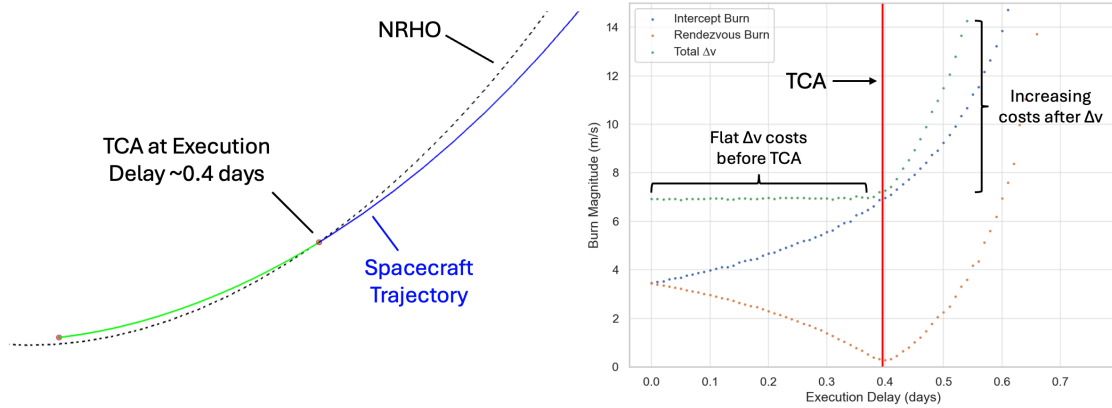 NRHO
TCA at Execution
Delay ~0.4 days
Spacecraft
Trajectory
Intercept Burn
Rendezvous Burn
Total Δv
TCA
Flat Δv costs
before TCA
Increasing
costs after Δv
Burn Magnitude (m/s)
14
12
10
8
6
4
2
0
0.0 0.1 0.2 0.3 0.4 0.5 0.6 0.7
Execution Delay (days)